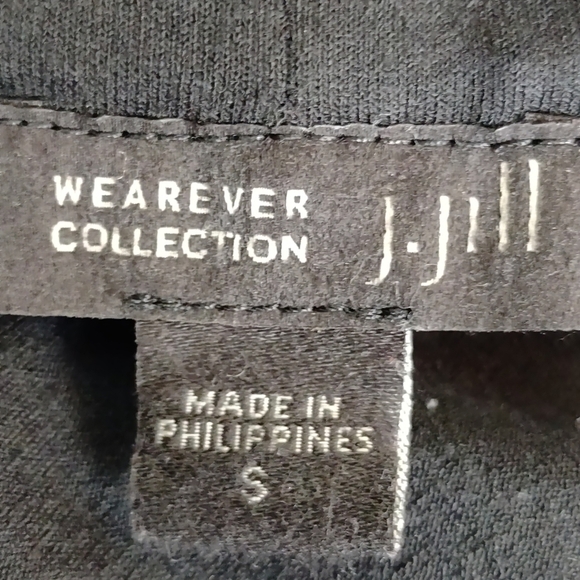 WEAREVER
COLLECTION
J.Jill
MADE IN
PHILIPPINES
S